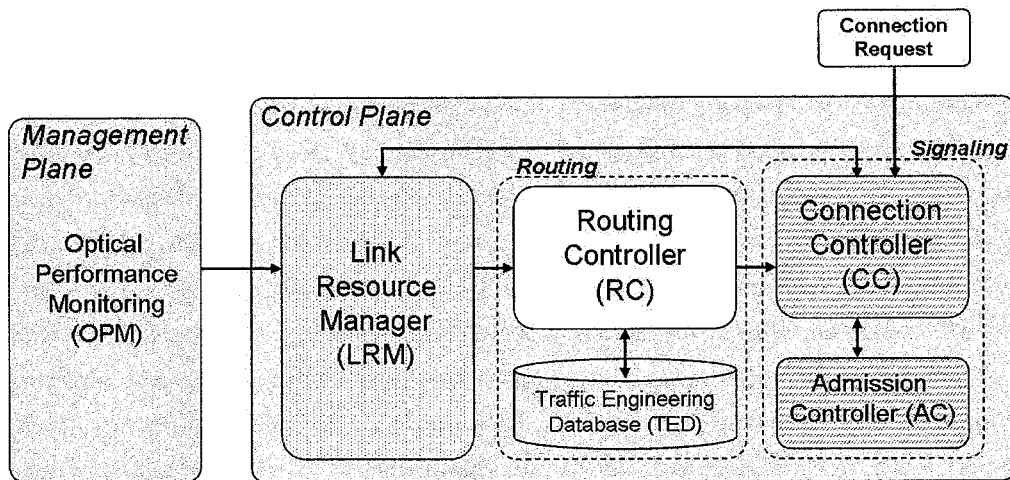 Connection
Request
Management
Plane
Optical
Performance
Monitoring
(OPM)
Control Plane
Link
Resource
Manager
(LRM)
Routing
Routing
Controller
(RC)
Traffic Engineering
Database (TED)
Signaling
Connection
Controller
(CC)
Admission
Controller (AC)